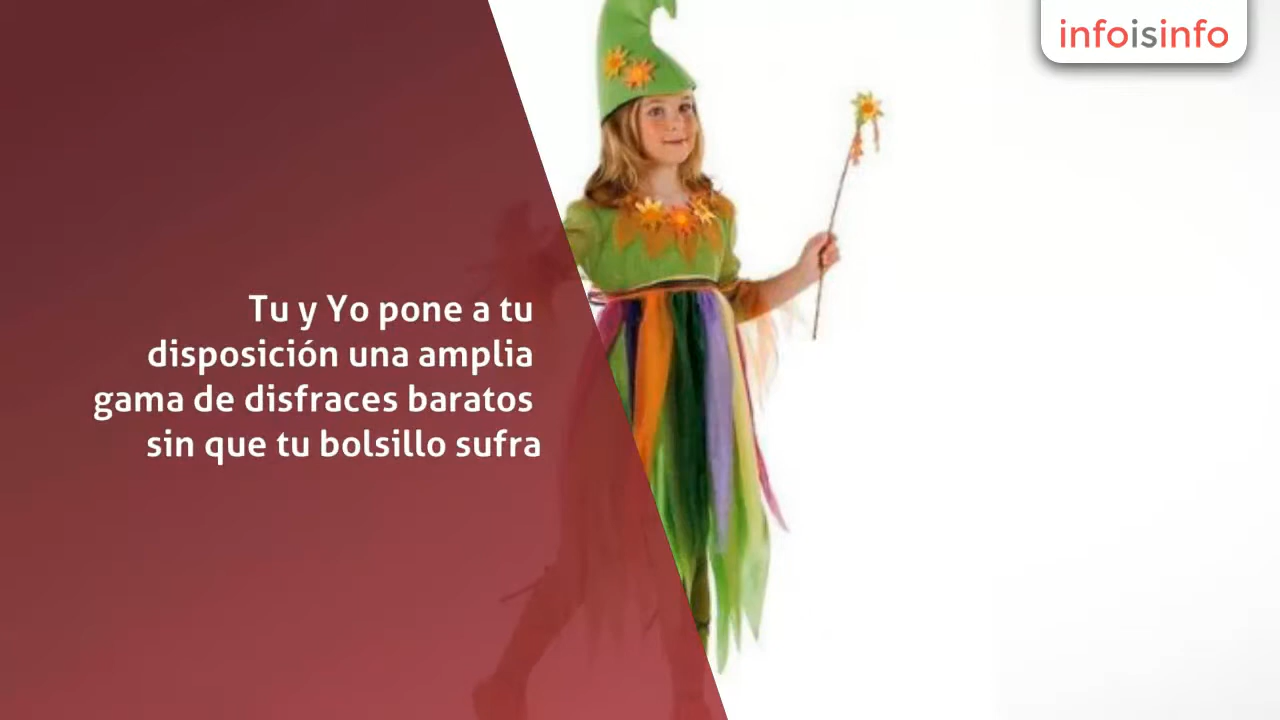 infoisinfo
Tu y Yo pone a tu
disposición una amplia
gama de disfraces baratos
sin que tu bolsillo sufra